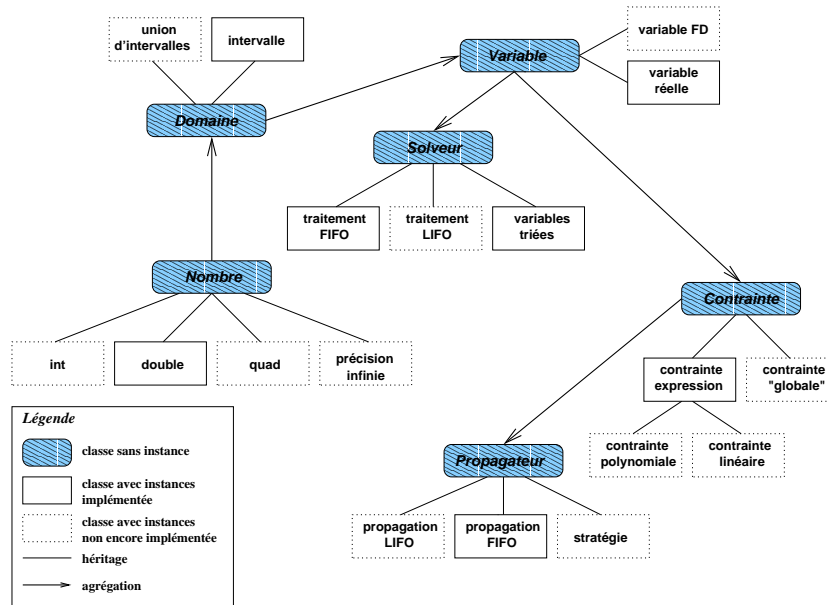 union
d'intervalles
intervalle
Variable
variable FD
variable
réelle
Domaine
Solveur
traitement
FIFO
traitement
LIFO
variables
triées
Nombre
Contrainte
int
double
quad
précision
infinie
contrainte
expression
contrainte
"globale"
contrainte
polynomiale
contrainte
linéaire
Propagateur
propagation
LIFO
propagation
FIFO
stratégie
Légende
classe sans instance
classe avec instances
implémentée
classe avec instances
non encore implémentée
héritage
agrégation